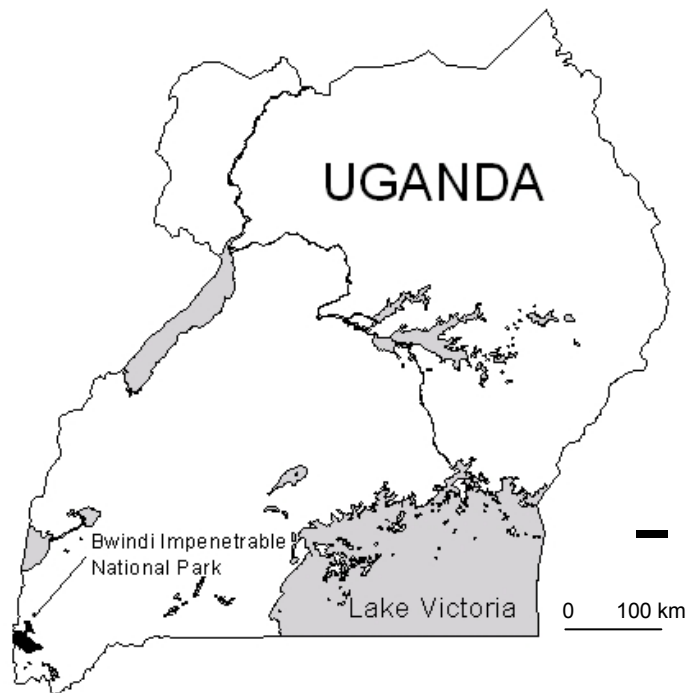 UGANDA
Bwindi Impenetrable
National Park
Lake Victoria
0 100 km